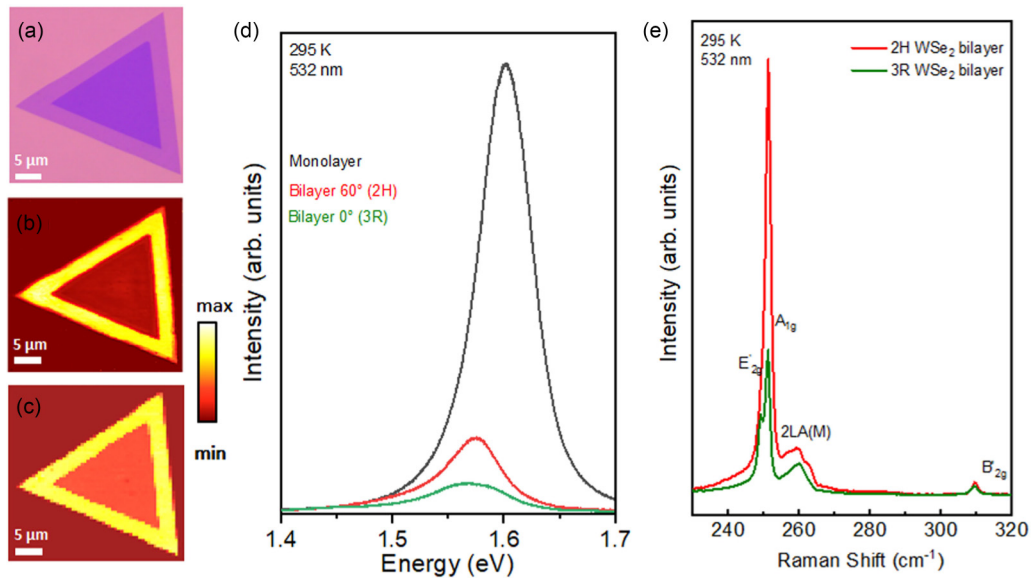 (a)
5 μm
(b)
5 μm
(c)
5 μm
max
min
(d)
295 K
532 nm
Monolayer
Bilayer 60° (2H)
Bilayer 0° (3R)
Intensity (arb. units)
1.4 1.5 1.6 1.7
Energy (eV)
(e)
295 K
532 nm
2H WSe₂ bilayer
3R WSe₂ bilayer
A₁g
E'₂g
2LA(M)
B'₂g
Intensity (arb. units)
240 260 280 300 320
Raman Shift (cm⁻¹)